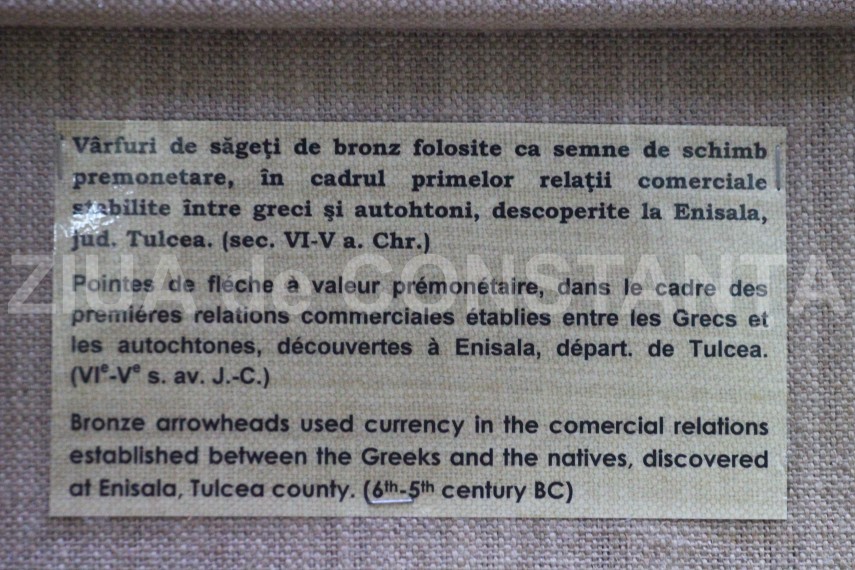 Vârfuri de săgeţi de bronz folosite ca semne de schimb
premonetare, în cadrul primelor relaţii comerciale
stabilite între greci şi autohtoni, descoperite la Enisala,
jud. Tulcea. (sec. VI-V a. Chr.)
ZIUA de CONSTANTA
Pointes de fléche à valeur prémonétaire, dans le cadre des
premiéres relations commerciales établies entre les Grecs et
les autochtones, découvertes à Enisala, départ. de Tulcea.
(VIe-Ve s. av. J.-C.)
Bronze arrowheads used currency in the comercial relations
established between the Greeks and the natives, discovered
at Enisala, Tulcea county. (6th-5th century BC)